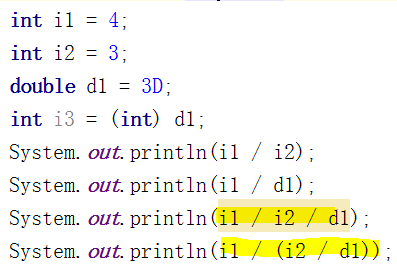 int i1 = 4;
int i2 = 3;
double d1 = 3D;
int i3 = (int) d1;
System.out.println(i1 / i2);
System.out.println(i1 / d1);
System.out.println(i1 / i2 / d1);
System.out.println(i1 / (i2 / d1));